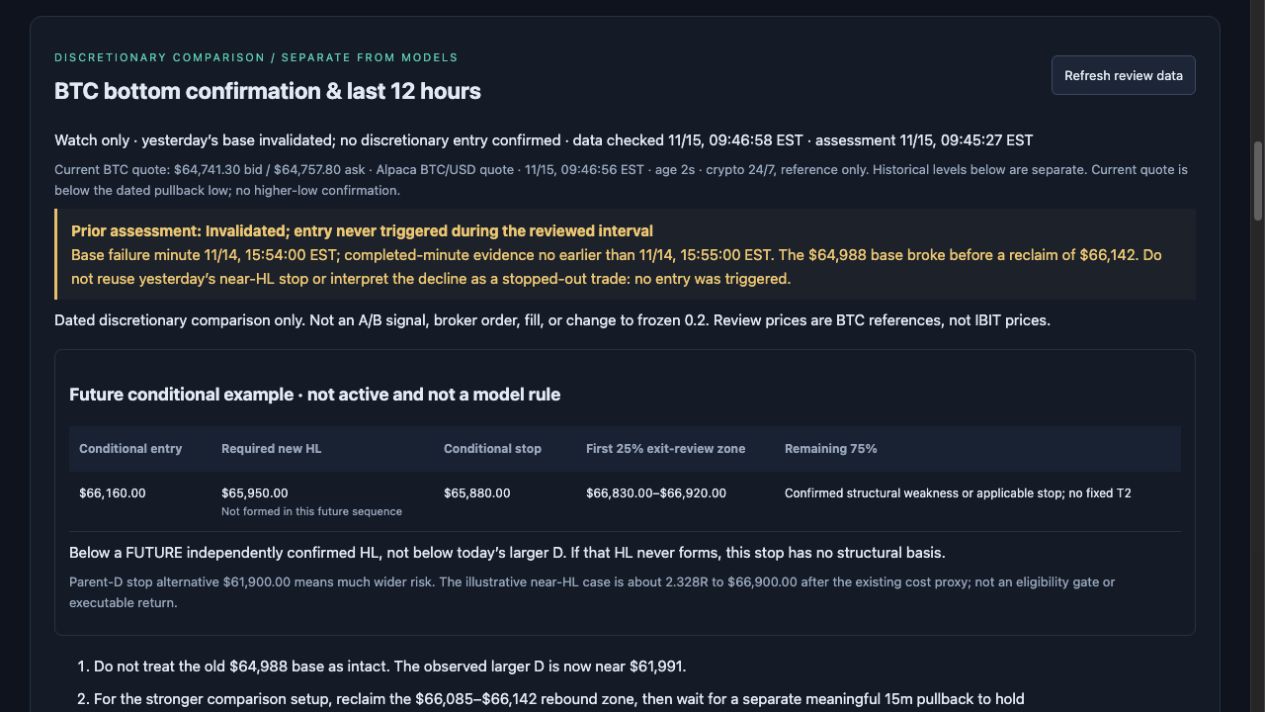 DISCRETIONARY COMPARISON / SEPARATE FROM MODELS
BTC bottom confirmation & last 12 hours
Refresh review data
Watch only · yesterday's base invalidated; no discretionary entry confirmed · data checked 11/15, 09:46:58 EST · assessment 11/15, 09:45:27 EST
Current BTC quote: $64,741.30 bid / $64,757.80 ask · Alpaca BTC/USD quote · 11/15, 09:46:56 EST · age 2s · crypto 24/7, reference only. Historical levels below are separate. Current quote is
below the dated pullback low; no higher-low confirmation.
Prior assessment: Invalidated; entry never triggered during the reviewed interval
Base failure minute 11/14, 15:54:00 EST; completed-minute evidence no earlier than 11/14, 15:55:00 EST. The $64,988 base broke before a reclaim of $66,142. Do
not reuse yesterday's near-HL stop or interpret the decline as a stopped-out trade: no entry was triggered.
Dated discretionary comparison only. Not an A/B signal, broker order, fill, or change to frozen 0.2. Review prices are BTC references, not IBIT prices.
Future conditional example · not active and not a model rule
Conditional entry Required new HL Conditional stop First 25% exit-review zone Remaining 75%
$66,160.00 $65,950.00 $65,880.00 $66,830.00–$66,920.00 Confirmed structural weakness or applicable stop; no fixed T2
Not formed in this future sequence
Below a FUTURE independently confirmed HL, not below today's larger D. If that HL never forms, this stop has no structural basis.
Parent-D stop alternative $61,900.00 means much wider risk. The illustrative near-HL case is about 2.328R to $66,900.00 after the existing cost proxy; not an eligibility gate or
executable return.
1. Do not treat the old $64,988 base as intact. The observed larger D is now near $61,991.
2. For the stronger comparison setup, reclaim the $66,085–$66,142 rebound zone, then wait for a separate meaningful 15m pullback to hold